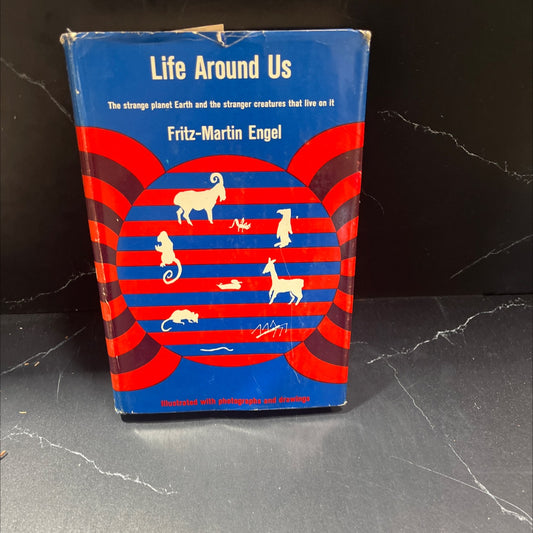 Life Around Us
The strange planet Earth and the stranger creatures that live on it
Fritz-Martin Engel
Illustrated with photographs and drawings